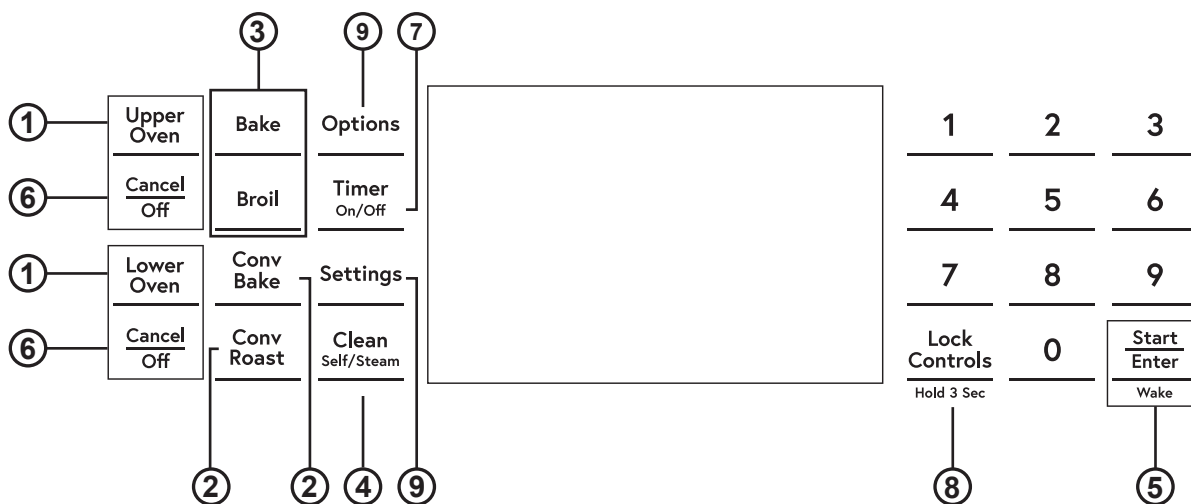 3
9
7
1
Upper
Oven
Bake
Options
1
2
3
6
Cancel
Off
Broil
Timer
On/Off
4
5
6
1
Lower
Oven
Conv
Bake
Settings
7
8
9
6
Cancel
Off
Conv
Roast
Clean
Self/Steam
Lock
Controls
Hold 3 Sec
0
Start
Enter
Wake
2
2
4
9
8
5